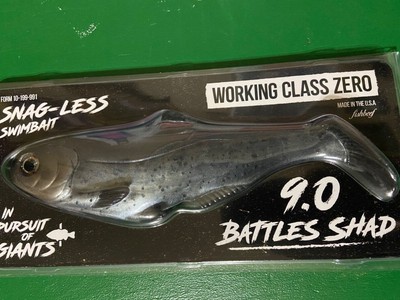 FORM 10-199-991
SNAG-LESS
SWIMBAIT
WORKING CLASS ZERO
MADE IN THE U.S.A
fishbeef
IN
PURSUIT
OF
GIANTS
9.0
BATTLES SHAD